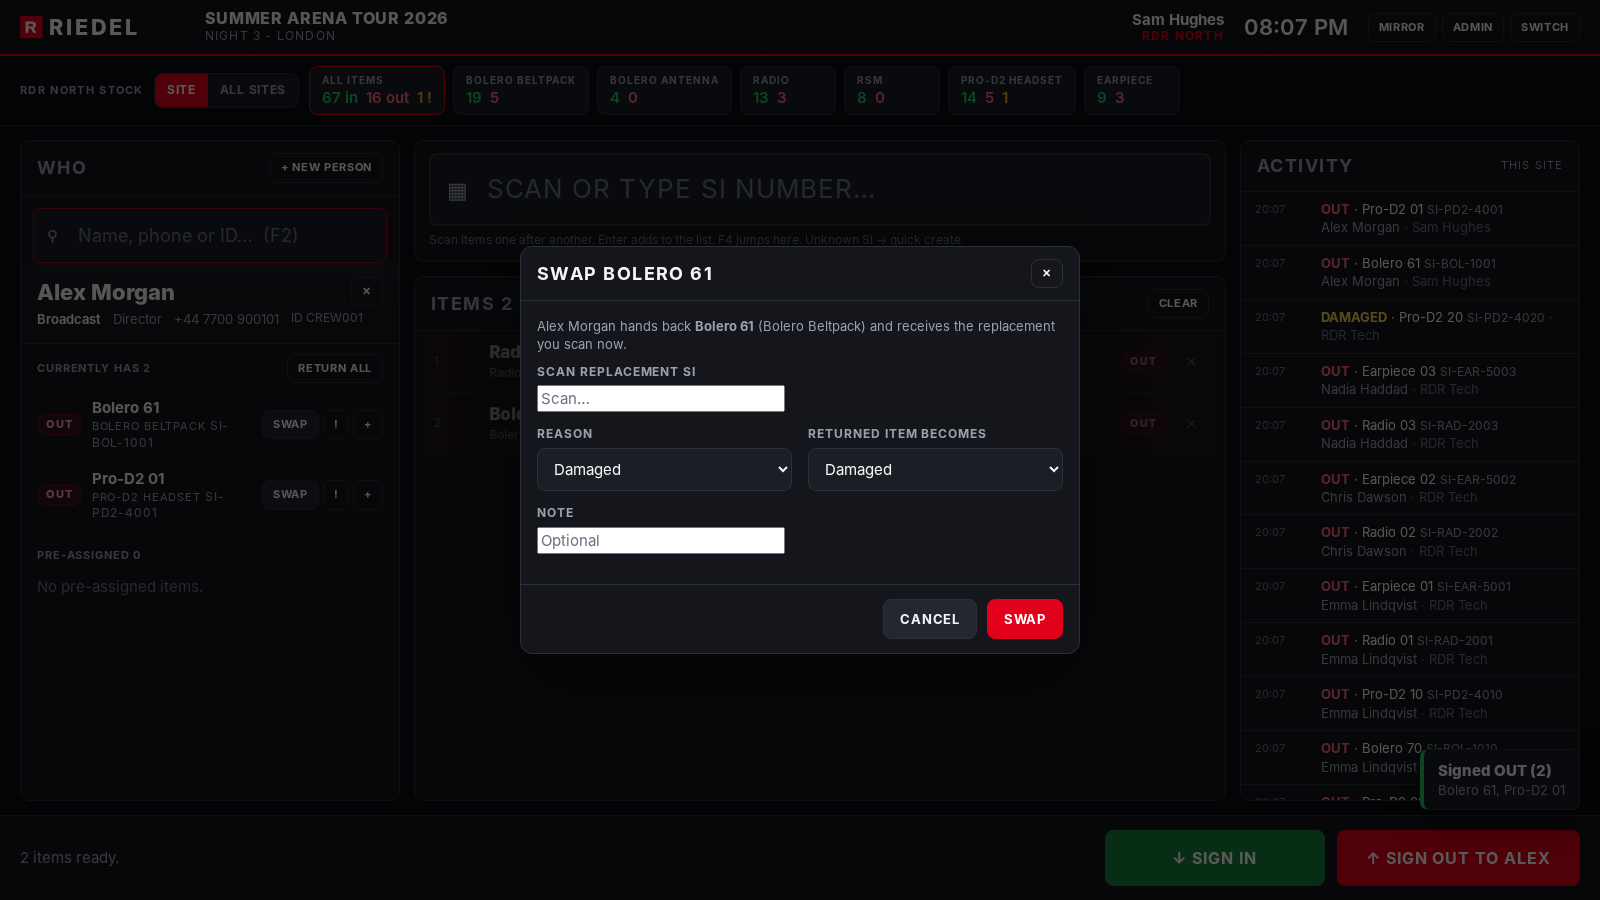 R RIEDEL
SUMMER ARENA TOUR 2026
NIGHT 3 - LONDON
Sam Hughes
RDR NORTH
08:07 PM
MIRROR
ADMIN
SWITCH
RDR NORTH STOCK
SITE
ALL SITES
ALL ITEMS
67 in 16 out 1 !
BOLERO BELTPACK
19 5
BOLERO ANTENNA
4 0
RADIO
13 3
RSM
8 0
PRO-D2 HEADSET
14 5 1
EARPIECE
9 3
WHO
+ NEW PERSON
Name, phone or ID... (F2)
Alex Morgan
×
Broadcast Director +44 7700 900101 ID CREW001
CURRENTLY HAS 2
RETURN ALL
OUT
Bolero 61
BOLERO BELTPACK SI-
BOL-1001
SWAP
!
+
OUT
Pro-D2 01
PRO-D2 HEADSET SI-
PD2-4001
SWAP
!
+
PRE-ASSIGNED 0
No pre-assigned items.
SCAN OR TYPE SI NUMBER...
Scan items one after another. Enter adds to the list. F4 jumps here. Unknown SI → quick create.
ITEMS 2
CLEAR
1
OUT ×
2
OUT ×
SWAP BOLERO 61
×
Alex Morgan hands back Bolero 61 (Bolero Beltpack) and receives the replacement
you scan now.
SCAN REPLACEMENT SI
Scan...
REASON
Damaged
RETURNED ITEM BECOMES
Damaged
NOTE
Optional
CANCEL
SWAP
ACTIVITY
THIS SITE
20:07 OUT · Pro-D2 01 SI-PD2-4001
Alex Morgan · Sam Hughes
20:07 OUT · Bolero 61 SI-BOL-1001
Alex Morgan · Sam Hughes
20:07 DAMAGED · Pro-D2 20 SI-PD2-4020 ·
RDR Tech
20:07 OUT · Earpiece 03 SI-EAR-5003
Nadia Haddad · RDR Tech
20:07 OUT · Radio 03 SI-RAD-2003
Nadia Haddad · RDR Tech
20:07 OUT · Earpiece 02 SI-EAR-5002
Chris Dawson · RDR Tech
20:07 OUT · Radio 02 SI-RAD-2002
Chris Dawson · RDR Tech
20:07 OUT · Earpiece 01 SI-EAR-5001
Emma Lindqvist · RDR Tech
20:07 OUT · Radio 01 SI-RAD-2001
Emma Lindqvist · RDR Tech
20:07 OUT · Pro-D2 10 SI-PD2-4010
Emma Lindqvist · RDR Tech
20:07 OUT · Bolero 70 SI-BOL-1010
Emma Lindqvist
Signed OUT (2)
Bolero 61, Pro-D2 01
2 items ready.
↓ SIGN IN
↑ SIGN OUT TO ALEX